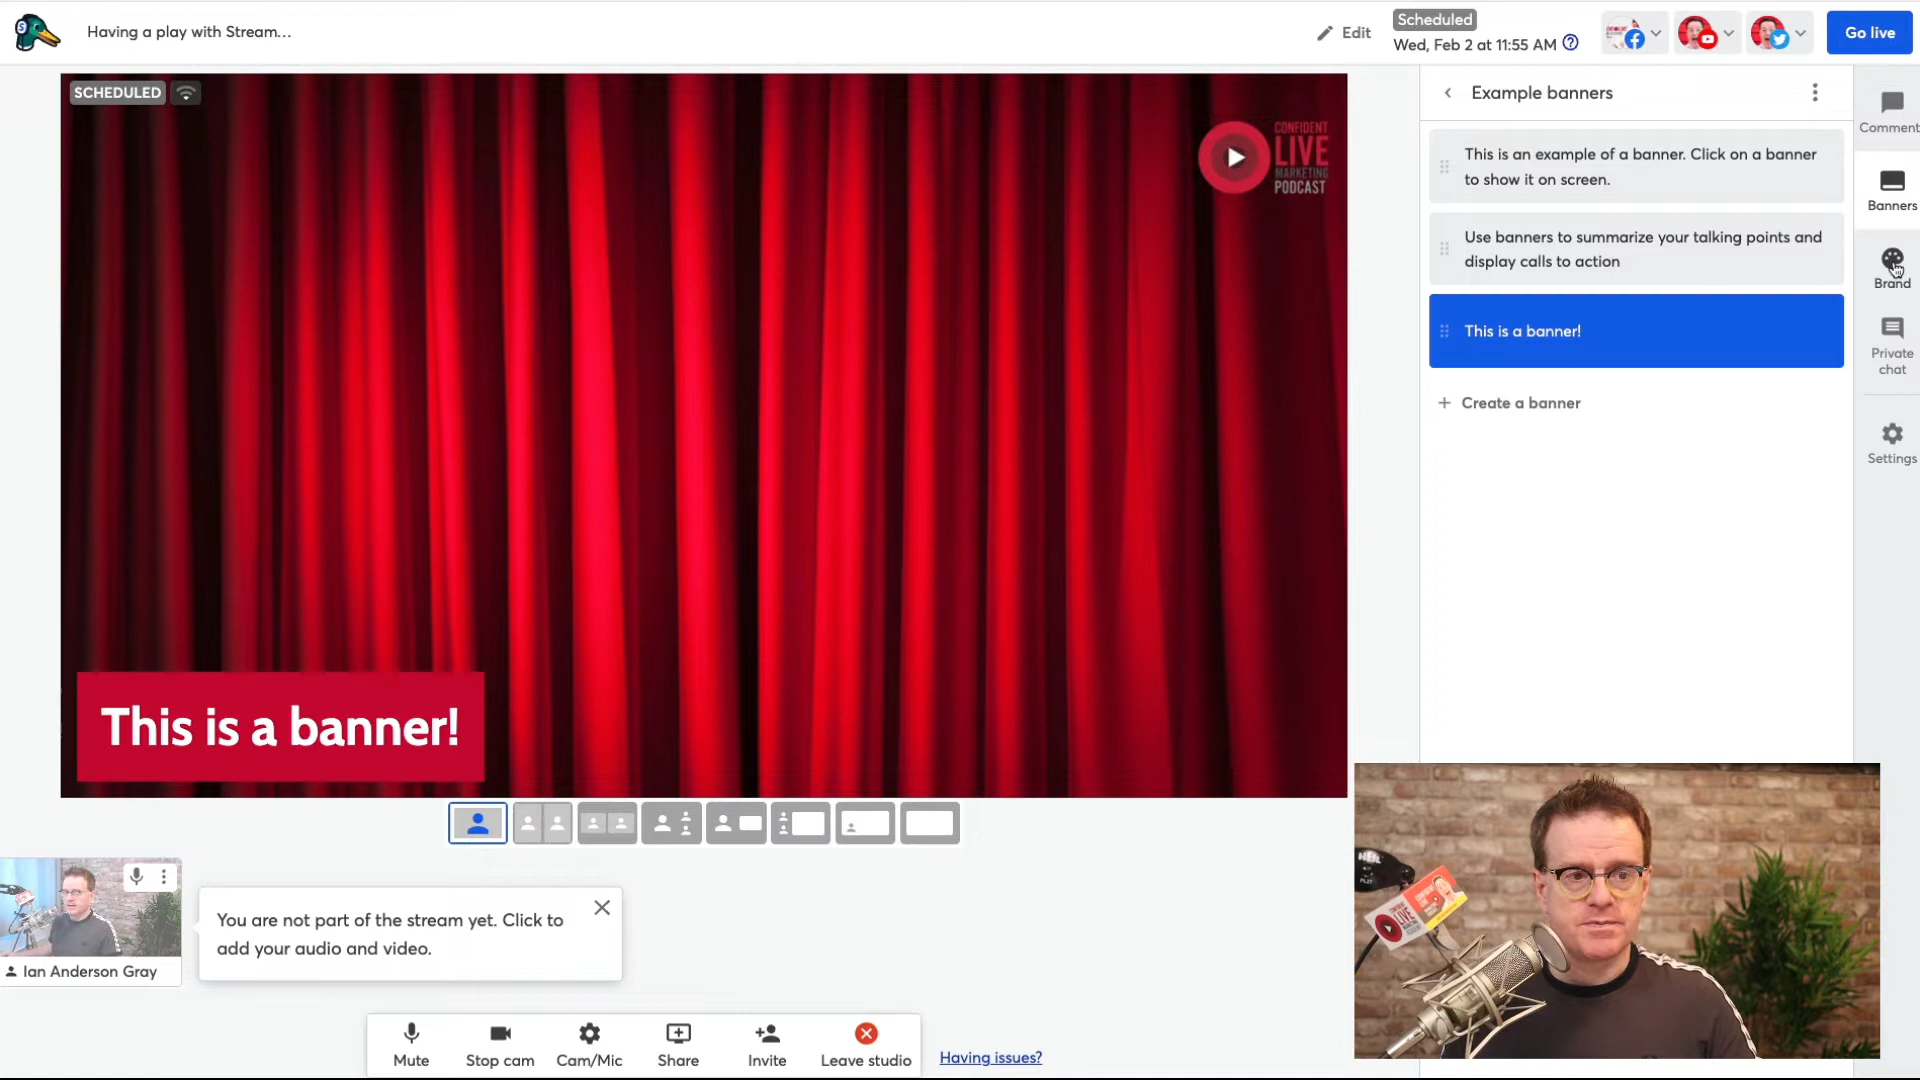 Having a play with Stream...
Edit
Scheduled
Wed, Feb 2 at 11:55 AM
Go live
SCHEDULED
CONFIDENT
LIVE
MARKETING
PODCAST
This is a banner!
Example banners
This is an example of a banner. Click on a banner
to show it on screen.
Use banners to summarize your talking points and
display calls to action
This is a banner!
+ Create a banner
Comment
Banners
Brand
Private
chat
Settings
Ian Anderson Gray
You are not part of the stream yet. Click to
add your audio and video.
Mute
Stop cam
Cam/Mic
Share
Invite
Leave studio
Having issues?
LIVE